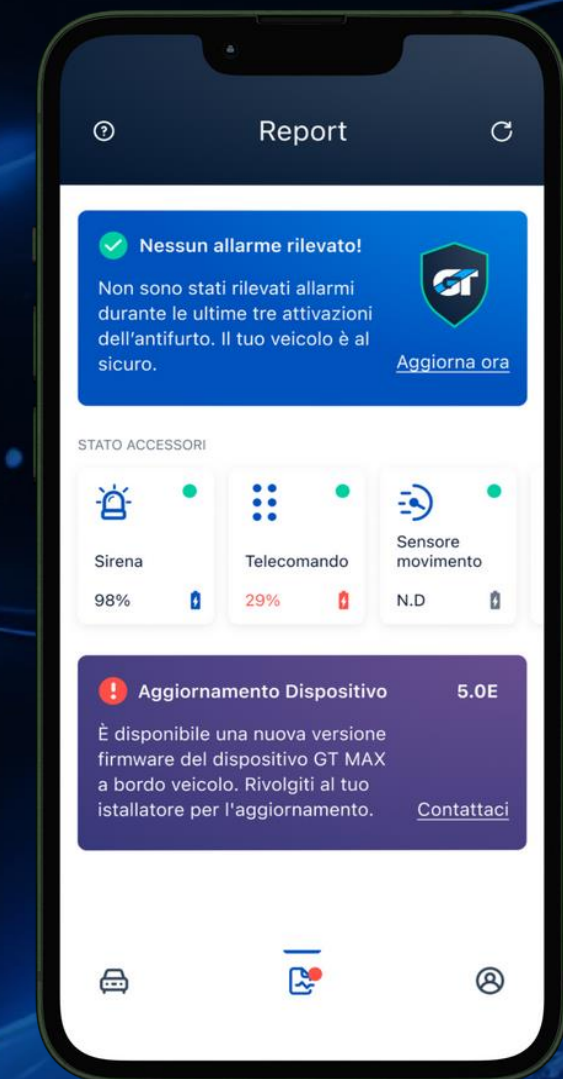 Report
Nessun allarme rilevato!
Non sono stati rilevati allarmi
durante le ultime tre attivazioni
dell'antifurto. Il tuo veicolo è al
sicuro.
GT
Aggiorna ora
STATO ACCESSORI
Sirena
98%
Telecomando
29%
Sensore
movimento
N.D
Aggiornamento Dispositivo
5.0E
È disponibile una nuova versione
firmware del dispositivo GT MAX
a bordo veicolo. Rivolgiti al tuo
istallatore per l'aggiornamento.
Contattaci